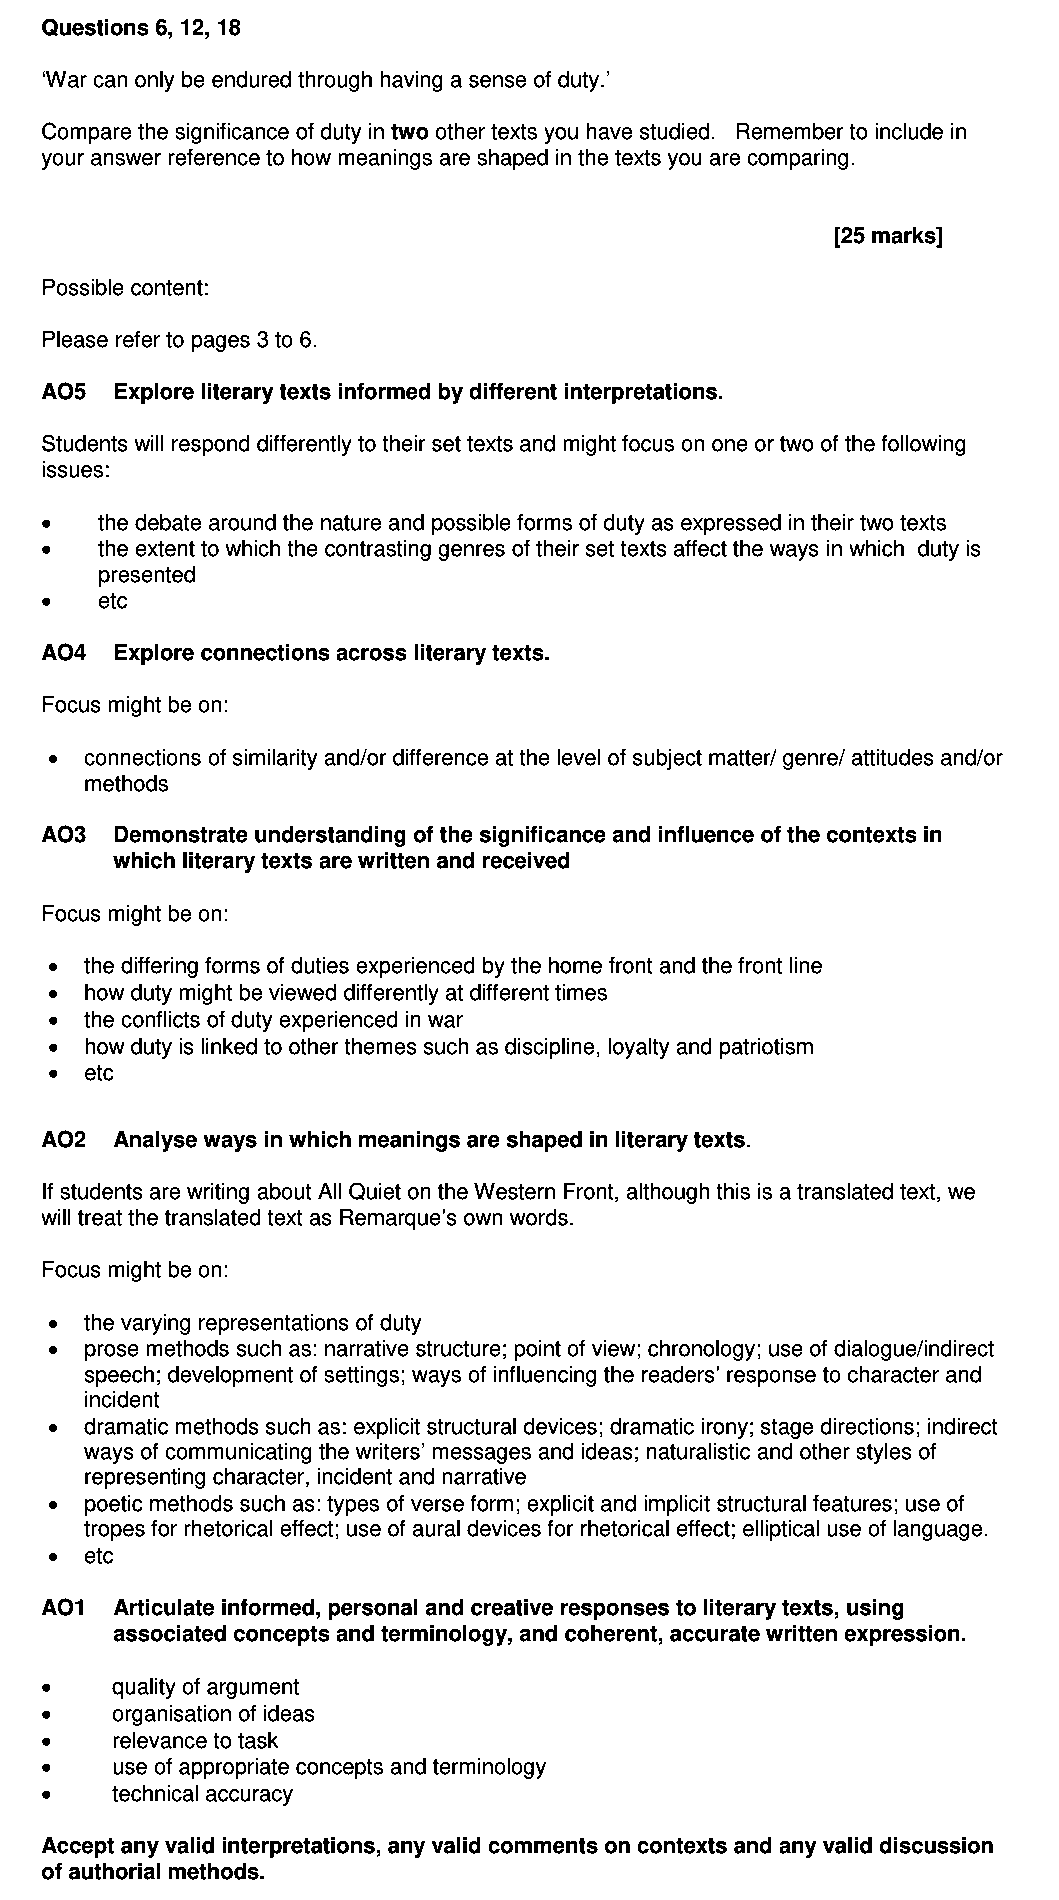 Questions 6, 12, 18
‘War can only be endured through having a sense of duty.’
Compare the significance of duty in two other texts you have studied. Remember to include in
your answer reference to how meanings are shaped in the texts you are comparing.
[25 marks]
Possible content:
Please refer to pages 3 to 6.
AO5 Explore literary texts informed by different interpretations.
Students will respond differently to their set texts and might focus on one or two of the following
issues:
• the debate around the nature and possible forms of duty as expressed in their two texts
• the extent to which the contrasting genres of their set texts affect the ways in which duty is
presented
• etc
AO4 Explore connections across literary texts.
Focus might be on:
• connections of similarity and/or difference at the level of subject matter/ genre/ attitudes and/or
methods
AO3 Demonstrate understanding of the significance and influence of the contexts in
which literary texts are written and received
Focus might be on:
• the differing forms of duties experienced by the home front and the front line
• how duty might be viewed differently at different times
• the conflicts of duty experienced in war
• how duty is linked to other themes such as discipline, loyalty and patriotism
• etc
AO2 Analyse ways in which meanings are shaped in literary texts.
If students are writing about All Quiet on the Western Front, although this is a translated text, we
will treat the translated text as Remarque’s own words.
Focus might be on:
• the varying representations of duty
• prose methods such as: narrative structure; point of view; chronology; use of dialogue/indirect
speech; development of settings; ways of influencing the readers’ response to character and
incident
• dramatic methods such as: explicit structural devices; dramatic irony; stage directions; indirect
ways of communicating the writers’ messages and ideas; naturalistic and other styles of
representing character, incident and narrative
• poetic methods such as: types of verse form; explicit and implicit structural features; use of
tropes for rhetorical effect; use of aural devices for rhetorical effect; elliptical use of language.
• etc
AO1 Articulate informed, personal and creative responses to literary texts, using
associated concepts and terminology, and coherent, accurate written expression.
• quality of argument
• organisation of ideas
• relevance to task
• use of appropriate concepts and terminology
• technical accuracy
Accept any valid interpretations, any valid comments on contexts and any valid discussion
of authorial methods.